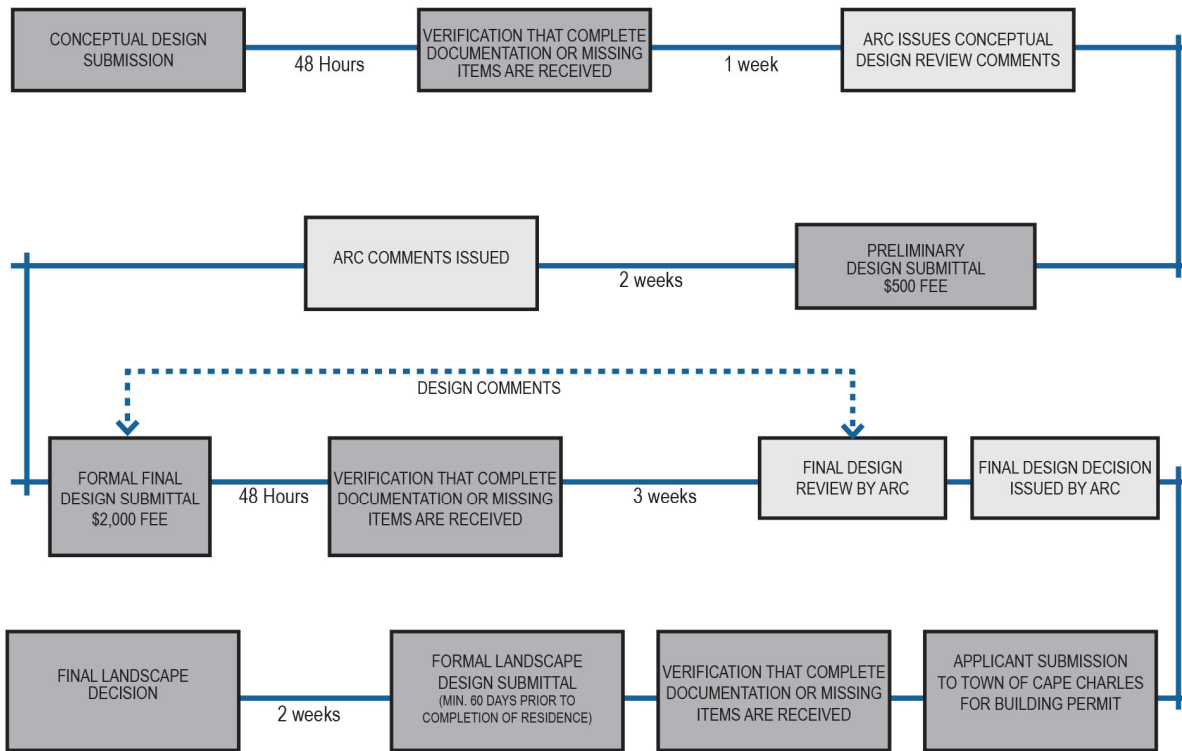 CONCEPTUAL DESIGN
SUBMISSION
48 Hours
VERIFICATION THAT COMPLETE
DOCUMENTATION OR MISSING
ITEMS ARE RECEIVED
1 week
ARC ISSUES CONCEPTUAL
DESIGN REVIEW COMMENTS
PRELIMINARY
DESIGN SUBMITTAL
$500 FEE
2 weeks
ARC COMMENTS ISSUED
DESIGN COMMENTS
FORMAL FINAL
DESIGN SUBMITTAL
$2,000 FEE
48 Hours
VERIFICATION THAT COMPLETE
DOCUMENTATION OR MISSING
ITEMS ARE RECEIVED
3 weeks
FINAL DESIGN
REVIEW BY ARC
FINAL DESIGN DECISION
ISSUED BY ARC
APPLICANT SUBMISSION
TO TOWN OF CAPE CHARLES
FOR BUILDING PERMIT
VERIFICATION THAT COMPLETE
DOCUMENTATION OR MISSING
ITEMS ARE RECEIVED
FORMAL LANDSCAPE
DESIGN SUBMITTAL
(MIN. 60 DAYS PRIOR TO
COMPLETION OF RESIDENCE)
2 weeks
FINAL LANDSCAPE
DECISION